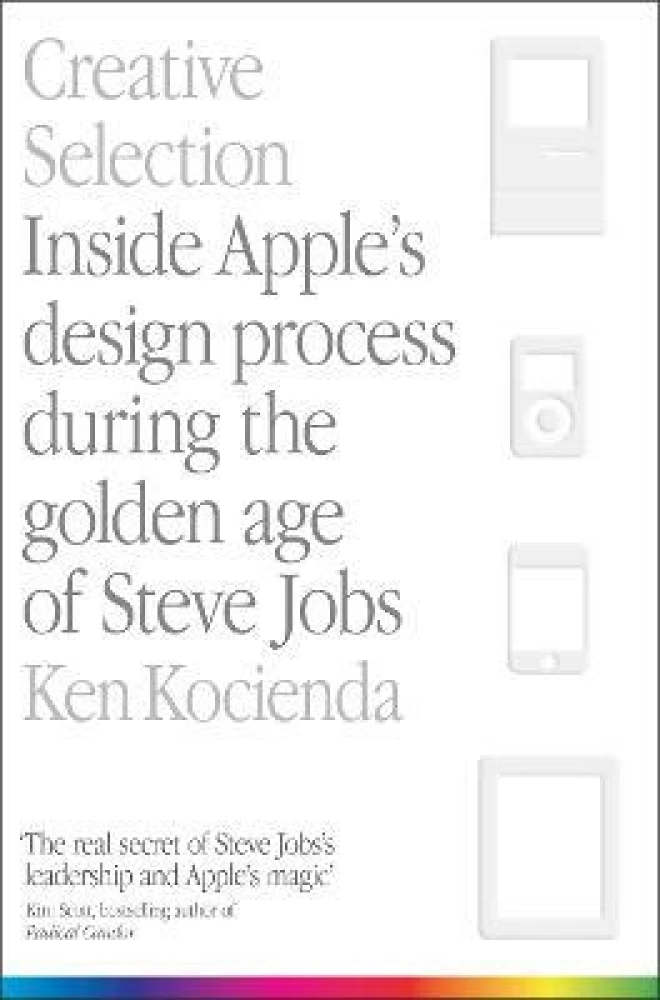 Creative
Selection
Inside Apple's
design process
during the
golden age
of Steve Jobs
Ken Kocienda
'The real secret of Steve Jobs's
leadership and Apple's magic'
Kim Scott, bestselling author of
Radical Candor